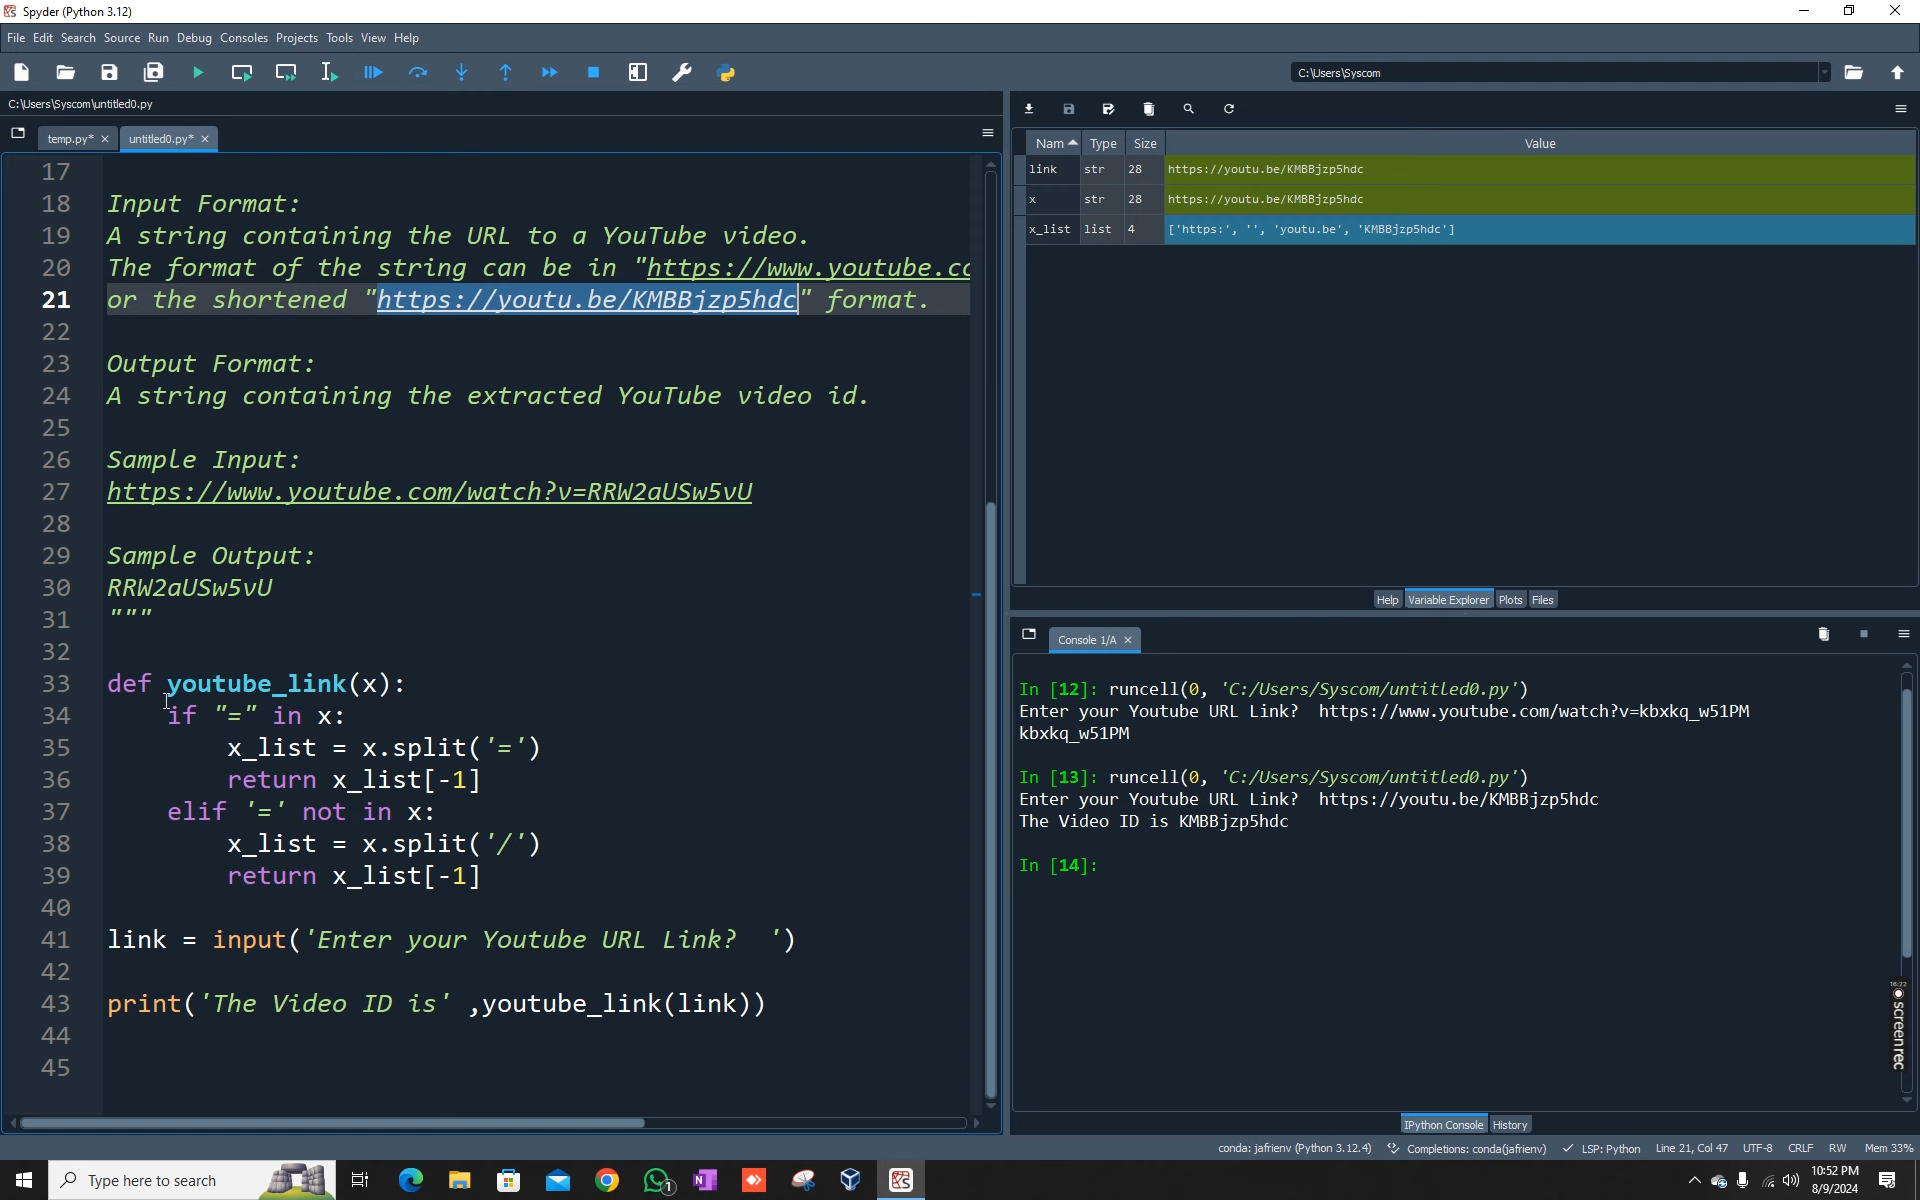 Spyder (Python 3.12)
File Edit Search Source Run Debug Consoles Projects Tools View Help
C:\Users\Syscom
C:\Users\Syscom\untitled0.py
temp.py* untitled0.py*
17
18 Input Format:
19 A string containing the URL to a YouTube video.
20 The format of the string can be in "https://www.youtube.co
21 or the shortened "https://youtu.be/KMBBjzp5hdc" format.
22
23 Output Format:
24 A string containing the extracted YouTube video id.
25
26 Sample Input:
27 https://www.youtube.com/watch?v=RRW2aUSw5vU
28
29 Sample Output:
30 RRW2aUSw5vU
31 """
32
33 def youtube_link(x):
34 if "=" in x:
35 x_list = x.split('=')
36 return x_list[-1]
37 elif '=' not in x:
38 x_list = x.split('/')
39 return x_list[-1]
40
41 link = input('Enter your Youtube URL Link?  ')
42
43 print('The Video ID is' ,youtube_link(link))
44
45
Nam Type Size Value
link str 28 https://youtu.be/KMBBjzp5hdc
x str 28 https://youtu.be/KMBBjzp5hdc
x_list list 4 ['https:', '', 'youtu.be', 'KMBBjzp5hdc']
Help Variable Explorer Plots Files
Console 1/A
In [12]: runcell(0, 'C:/Users/Syscom/untitled0.py')
Enter your Youtube URL Link?  https://www.youtube.com/watch?v=kbxkq_w51PM
kbxkq_w51PM
In [13]: runcell(0, 'C:/Users/Syscom/untitled0.py')
Enter your Youtube URL Link?  https://youtu.be/KMBBjzp5hdc
The Video ID is KMBBjzp5hdc
In [14]:
16:22
screen rec
IPython Console History
conda: jafrienv (Python 3.12.4) Completions: conda(jafrienv) LSP: Python Line 21, Col 47 UTF-8 CRLF RW Mem 33%
Type here to search
1
10:52 PM
8/9/2024